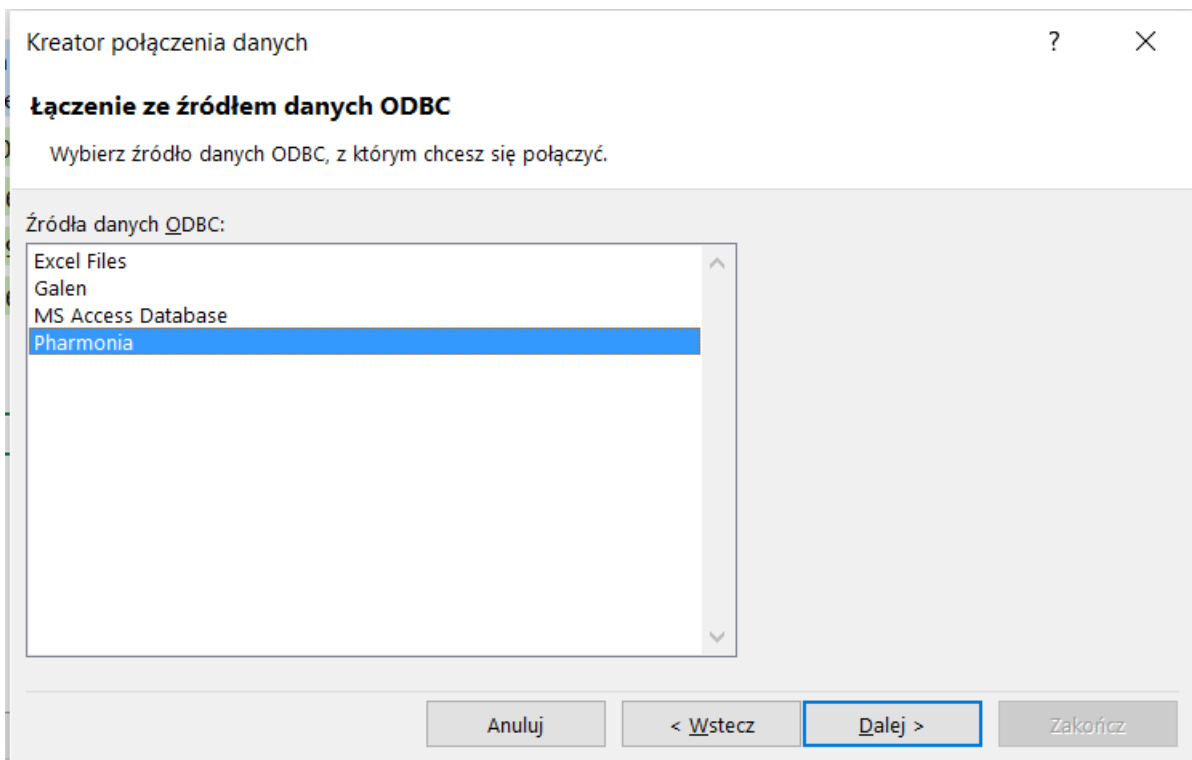 Kreator połączenia danych
?
Łączenie ze źródłem danych ODBC
Wybierz źródło danych ODBC, z którym chcesz się połączyć.
Źródła danych ODBC:
Excel Files
Galen
MS Access Database
Pharmonia
Anuluj
< Wstecz
Dalej >
Zakończ